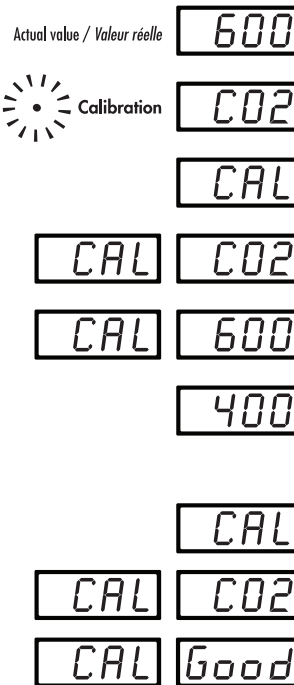 Actual value / Valeur réelle 600
Calibration CO2
CAL
CAL CO2
CAL 600
400
CAL
CAL CO2
CAL Good